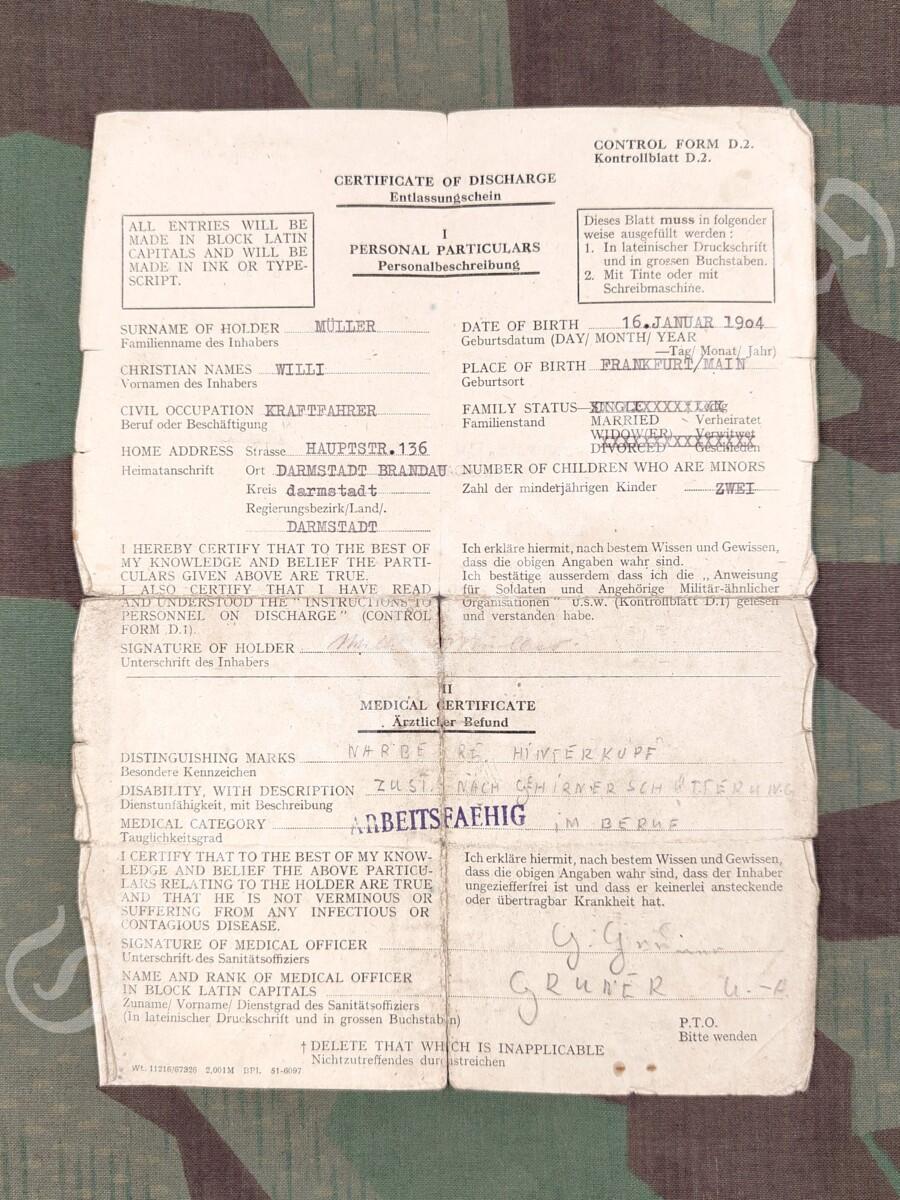 CONTROL FORM D.2.
Kontrollblatt D.2.
CERTIFICATE OF DISCHARGE
Entlassungschein
ALL ENTRIES WILL BE
MADE IN BLOCK LATIN
CAPITALS AND WILL BE
MADE IN INK OR TYPE-
SCRIPT.
I
PERSONAL PARTICULARS
Personalbeschreibung
Dieses Blatt muss in folgender
weise ausgefüllt werden :
1. In lateinischer Druckschrift
und in grossen Buchstaben.
2. Mit Tinte oder mit
Schreibmaschine.
SURNAME OF HOLDER MÜLLER
Familienname des Inhabers
DATE OF BIRTH 16.JANUAR 1904
Geburtsdatum (DAY/ MONTH/ YEAR
—Tag/ Monat/ Jahr)
CHRISTIAN NAMES WILLI
Vornamen des Inhabers
PLACE OF BIRTH FRANKFURT/MAIN
Geburtsort
CIVIL OCCUPATION KRAFTFAHRER
Beruf oder Beschäftigung
FAMILY STATUS—
Familienstand MARRIED Verheiratet
WIDOW(ER) Verwitwet
DIVORCED Geschieden
HOME ADDRESS Strasse HAUPTSTR.136
Heimatanschrift Ort DARMSTADT BRANDAU
Kreis darmstadt
Regierungsbezirk/Land/.
DARMSTADT
NUMBER OF CHILDREN WHO ARE MINORS
Zahl der minderjährigen Kinder ZWEI
I HEREBY CERTIFY THAT TO THE BEST OF
MY KNOWLEDGE AND BELIEF THE PARTI-
CULARS GIVEN ABOVE ARE TRUE.
I ALSO CERTIFY THAT I HAVE READ
AND UNDERSTOOD THE "INSTRUCTIONS TO
PERSONNEL ON DISCHARGE" (CONTROL
FORM D.1).
Ich erkläre hiermit, nach bestem Wissen und Gewissen,
dass die obigen Angaben wahr sind.
Ich bestätige ausserdem dass ich die „ Anweisung
für Soldaten und Angehörige Militär-ähnlicher
Organisationen" u.s.w. (Kontrollblatt D.1) gelesen
und verstanden habe.
SIGNATURE OF HOLDER
Unterschrift des Inhabers
II
MEDICAL CERTIFICATE
Ärztlicher Befund
DISTINGUISHING MARKS NARBE RE. HINTERKOPF
Besondere Kennzeichen
DISABILITY, WITH DESCRIPTION ZUST. NACH GEHIRNERSCHÜTTERUNG
Dienstunfähigkeit, mit Beschreibung
MEDICAL CATEGORY ARBEITSFAEHIG IM BERUF
Tauglichkeitsgrad
I CERTIFY THAT TO THE BEST OF MY KNOW-
LEDGE AND BELIEF THE ABOVE PARTICU-
LARS RELATING TO THE HOLDER ARE TRUE
AND THAT HE IS NOT VERMINOUS OR
SUFFERING FROM ANY INFECTIOUS OR
CONTAGIOUS DISEASE.
Ich erkläre hiermit, nach bestem Wissen und Gewissen,
dass die obigen Angaben wahr sind, dass der Inhaber
ungezieferfrei ist und dass er keinerlei ansteckende
oder übertragbar Krankheit hat.
SIGNATURE OF MEDICAL OFFICER
Unterschrift des Sanitätsoffiziers
NAME AND RANK OF MEDICAL OFFICER
IN BLOCK LATIN CAPITALS
Zuname/ Vorname/ Dienstgrad des Sanitätsoffiziers
(In lateinischer Druckschrift und in grossen Buchstaben)
P.T.O.
Bitte wenden
† DELETE THAT WHICH IS INAPPLICABLE
Nichtzutreffendes durchstreichen
Wt. 11216/67326 2,001M BPL 51-6097